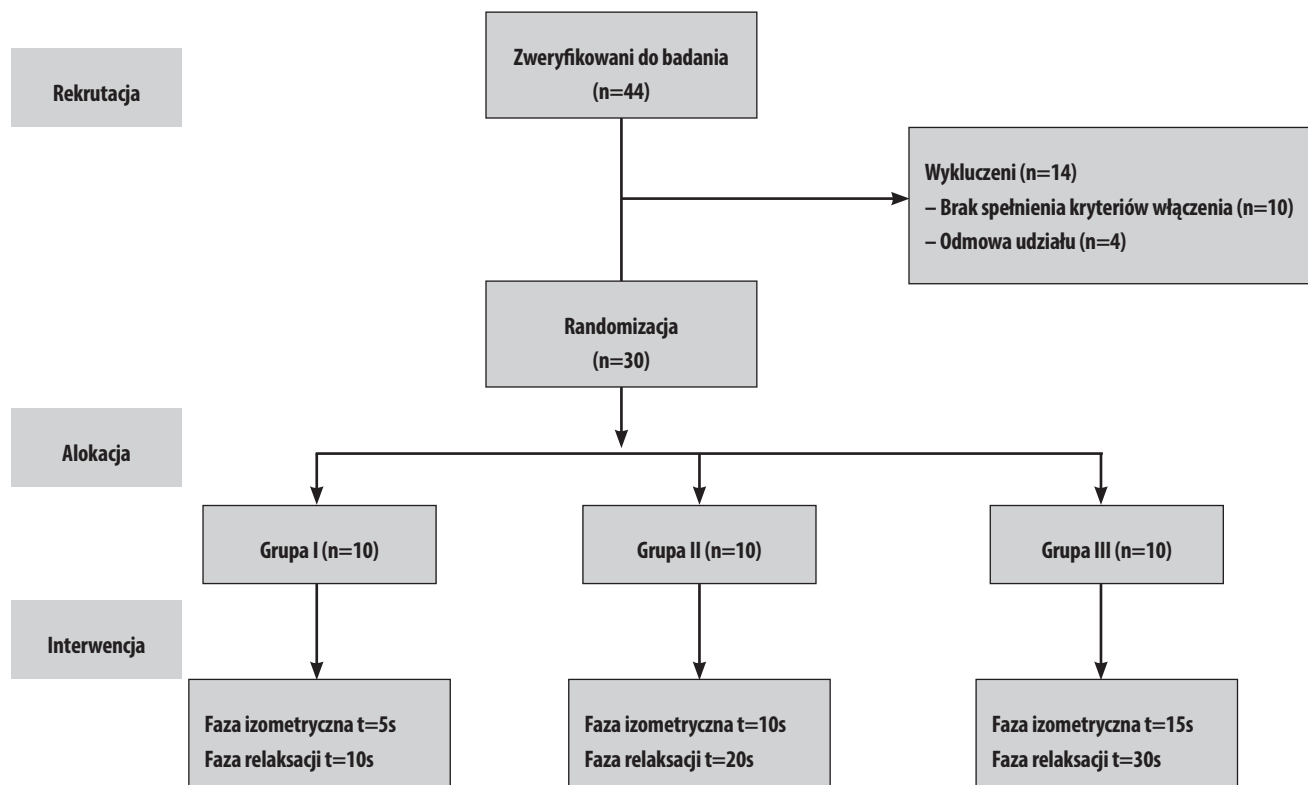 Zweryfikowani do badania
(n=44)
Rekrutacja
Wykluczeni (n=14)
– Brak spełnienia kryteriów włączenia (n=10)
– Odmowa udziału (n=4)
Randomizacja
(n=30)
Alokacja
Grupa I (n=10)
Grupa II (n=10)
Grupa III (n=10)
Interwencja
Faza izometryczna t=5s
Faza relaksacji t=10s
Faza izometryczna t=10s
Faza relaksacji t=20s
Faza izometryczna t=15s
Faza relaksacji t=30s